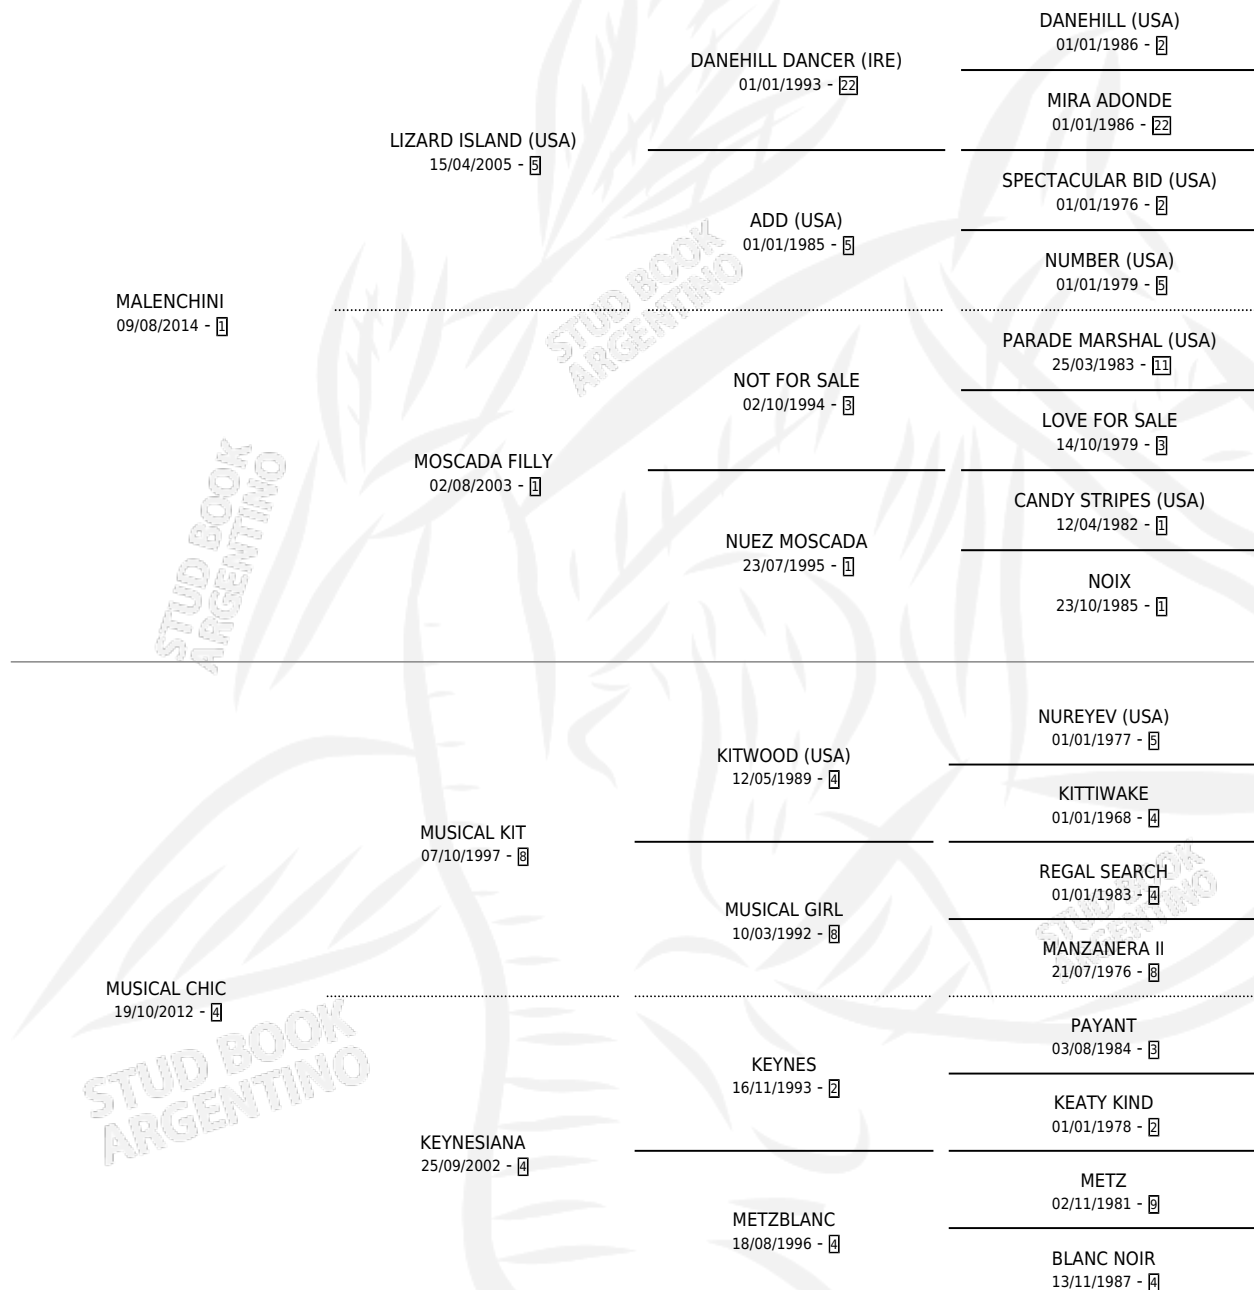 MALENCHINI
09/08/2014 - 1
LIZARD ISLAND (USA)
15/04/2005 - 5
DANEHILL DANCER (IRE)
01/01/1993 - 22
DANEHILL (USA)
01/01/1986 - 2
MIRA ADONDE
01/01/1986 - 22
ADD (USA)
01/01/1985 - 5
SPECTACULAR BID (USA)
01/01/1976 - 2
NUMBER (USA)
01/01/1979 - 5
MOSCADA FILLY
02/08/2003 - 1
NOT FOR SALE
02/10/1994 - 3
PARADE MARSHAL (USA)
25/03/1983 - 11
LOVE FOR SALE
14/10/1979 - 3
NUEZ MOSCADA
23/07/1995 - 1
CANDY STRIPES (USA)
12/04/1982 - 1
NOIX
23/10/1985 - 1
MUSICAL CHIC
19/10/2012 - 4
MUSICAL KIT
07/10/1997 - 8
KITWOOD (USA)
12/05/1989 - 4
NUREYEV (USA)
01/01/1977 - 5
KITTIWAKE
01/01/1968 - 4
MUSICAL GIRL
10/03/1992 - 8
REGAL SEARCH
01/01/1983 - 4
MANZANERA II
21/07/1976 - 8
KEYNESIANA
25/09/2002 - 4
KEYNES
16/11/1993 - 2
PAYANT
03/08/1984 - 3
KEATY KIND
01/01/1978 - 2
METZBLANC
18/08/1996 - 4
METZ
02/11/1981 - 9
BLANC NOIR
13/11/1987 - 4
STUD BOOK
ARGENTINO
STUD BOOK
ARGENTINO
STUD BOOK
ARGENTINO
STUD BOOK
ARGENTINO